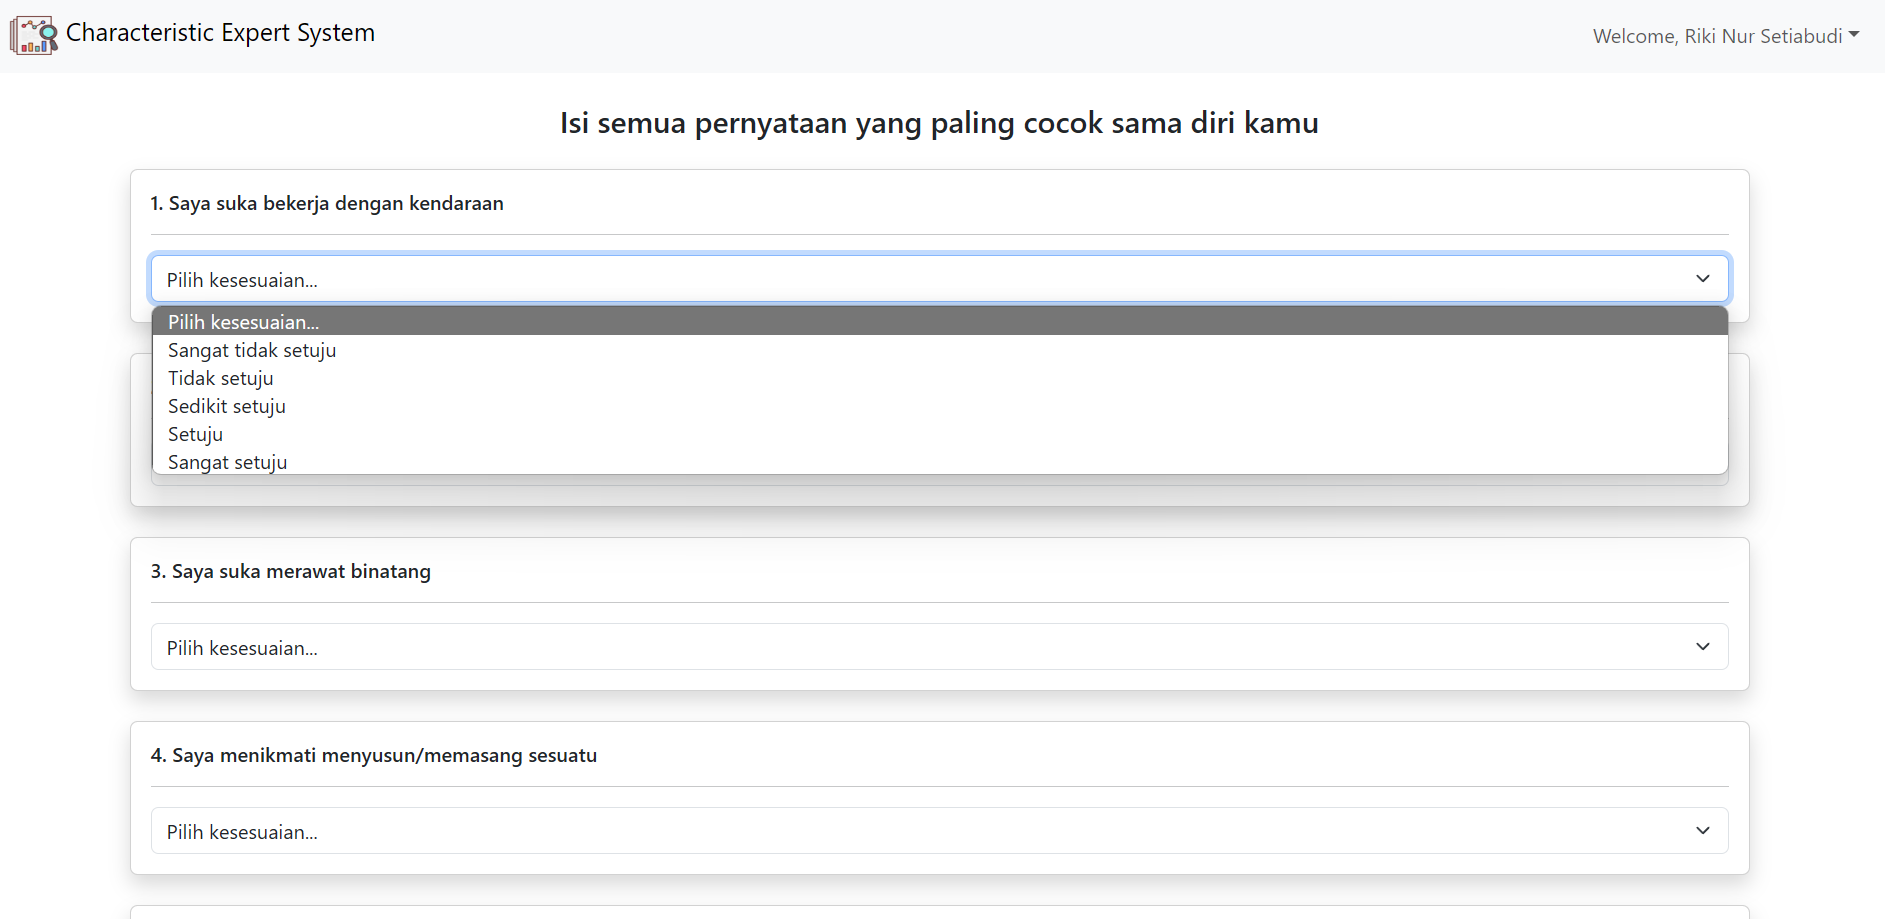 Characteristic Expert System
Welcome, Riki Nur Setiabudi
Isi semua pernyataan yang paling cocok sama diri kamu
1. Saya suka bekerja dengan kendaraan
Pilih kesesuaian...
Pilih kesesuaian...
Sangat tidak setuju
Tidak setuju
Sedikit setuju
Setuju
Sangat setuju
3. Saya suka merawat binatang
Pilih kesesuaian...
4. Saya menikmati menyusun/memasang sesuatu
Pilih kesesuaian...